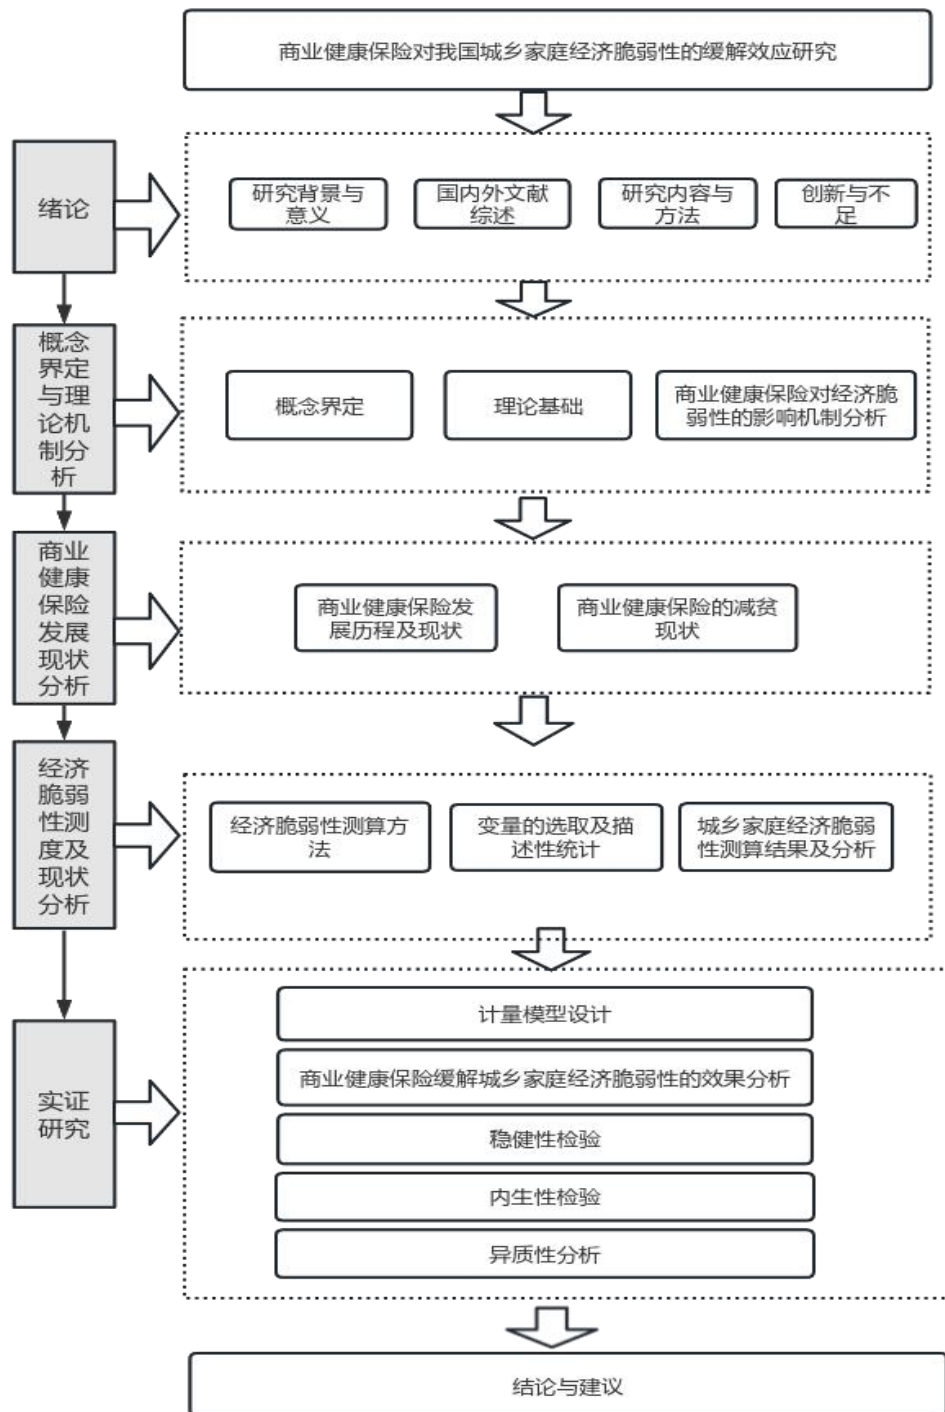 商业健康保险对我国城乡家庭经济脆弱性的缓解效应研究
绪论
研究背景与
意义
国内外文献
综述
研究内容与
方法
创新与不
足
概念
界定
与理
论机
制分
析
概念界定
理论基础
商业健康保险对经济脆
弱性的影响机制分析
商业
健康
保险
发展
现状
分析
商业健康保险发
展历程及现状
商业健康保险的减贫
现状
经济
脆弱
性测
度及
现状
分析
经济脆弱性测算方
法
变量的选取及描
述性统计
城乡家庭经济脆弱
性测算结果及分析
实证
研究
计量模型设计
商业健康保险缓解城乡家庭经济脆弱性的效果分析
稳健性检验
内生性检验
异质性分析
结论与建议